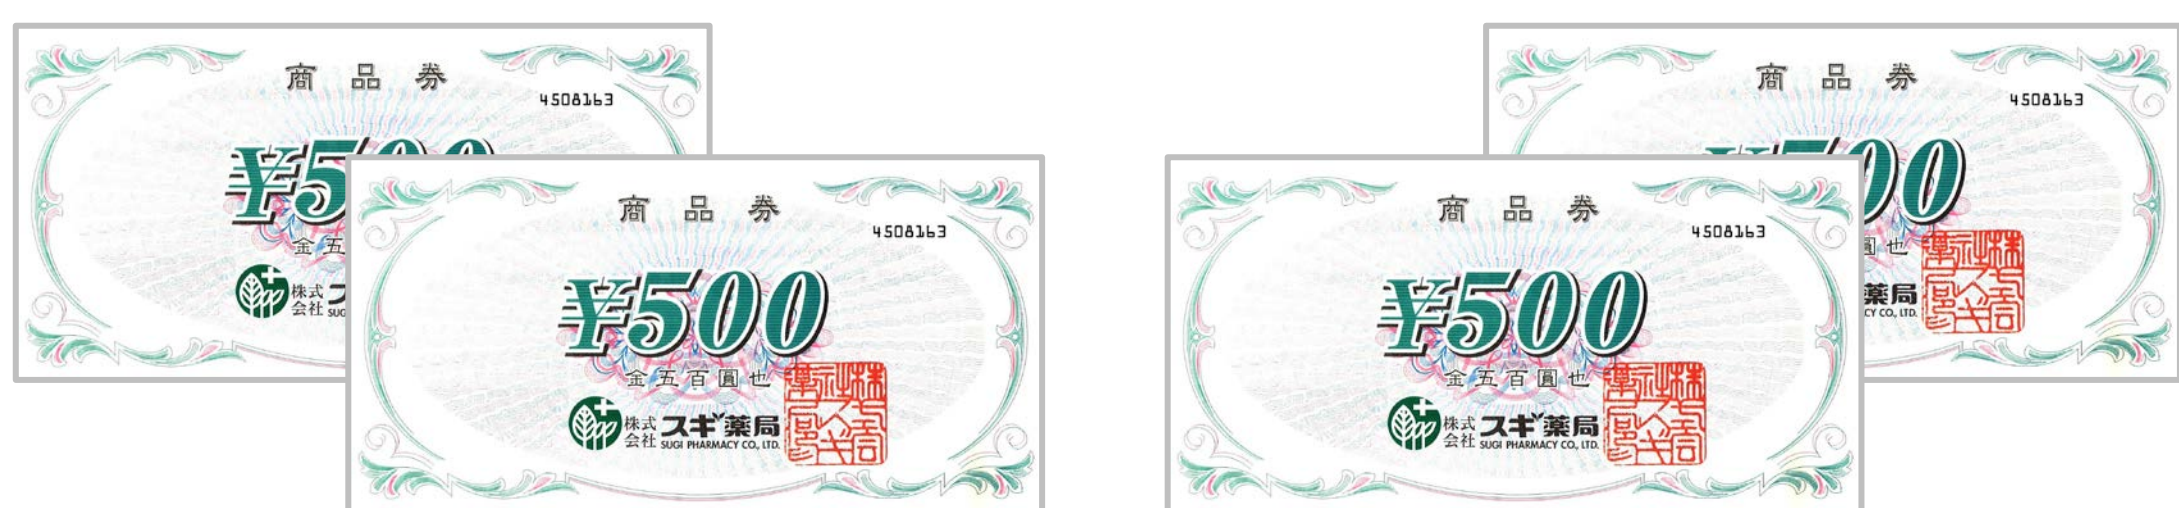 商品券
4508163
¥500
金五
株式会社
商品券
4508163
¥500
金五百圓也
株式会社 スギ薬局
SUGI PHARMACY CO., LTD.
商品券
4508163
¥500
金五百圓也
株式会社 スギ薬局
SUGI PHARMACY CO., LTD.
商品券
4508163
¥500
圓也
薬局
CY CO., LTD.